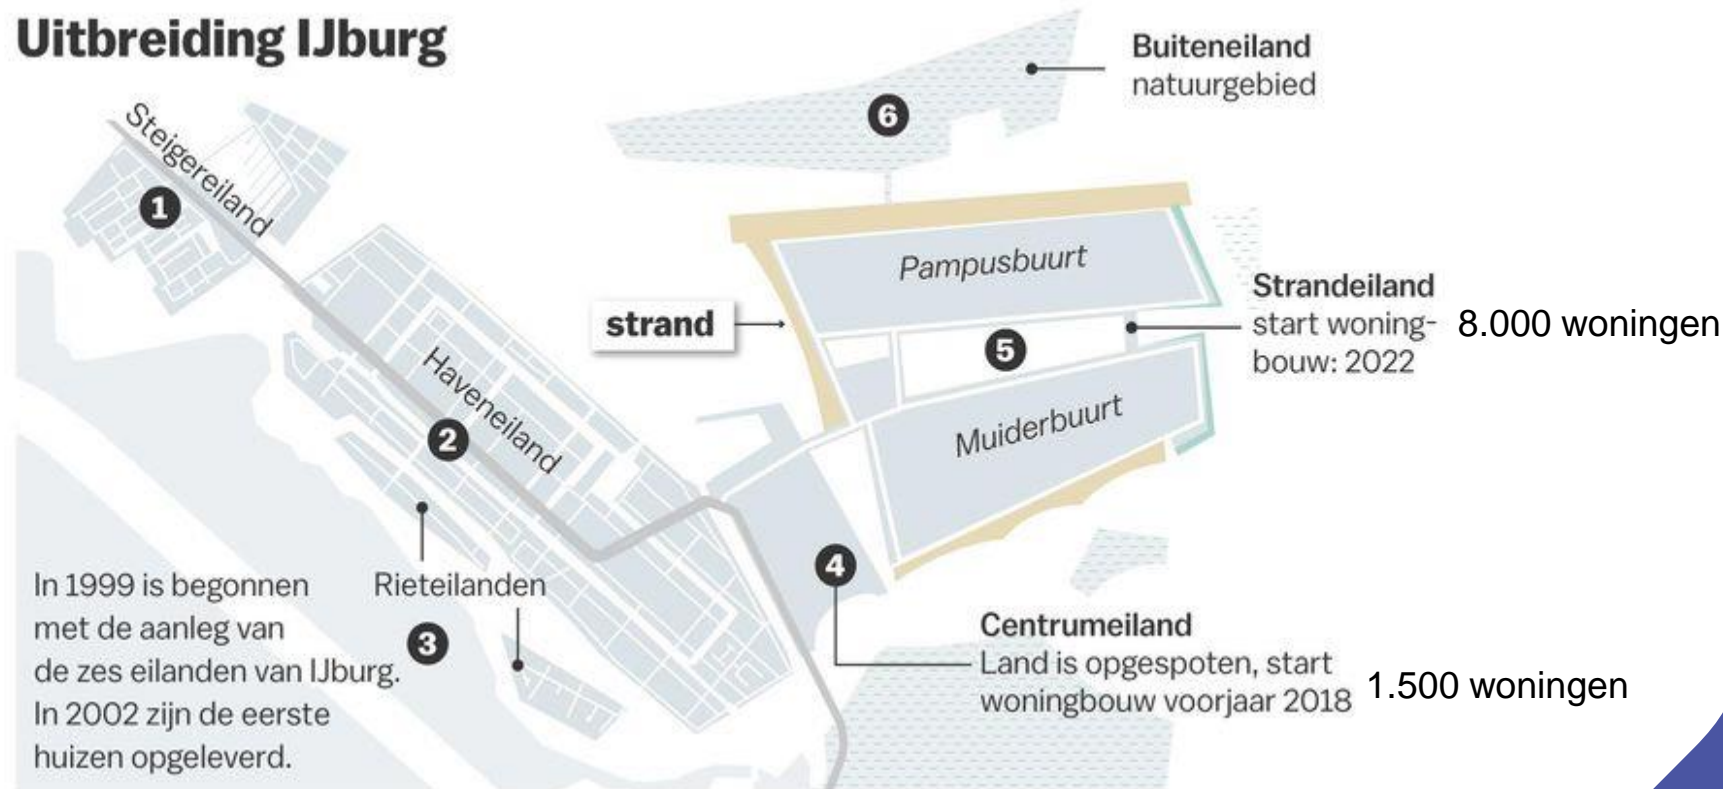 Uitbreiding IJburg
Buiteneiland
natuurgebied
6
Steigereiland
1
Pampusbuurt
strand
Strandeiland
start woning-
bouw: 2022
8.000 woningen
5
Haveneiland
2
Muiderbuurt
4
Rieteilanden
3
In 1999 is begonnen
met de aanleg van
de zes eilanden van IJburg.
In 2002 zijn de eerste
huizen opgeleverd.
Centrumeiland
Land is opgespoten, start
woningbouw voorjaar 2018
1.500 woningen